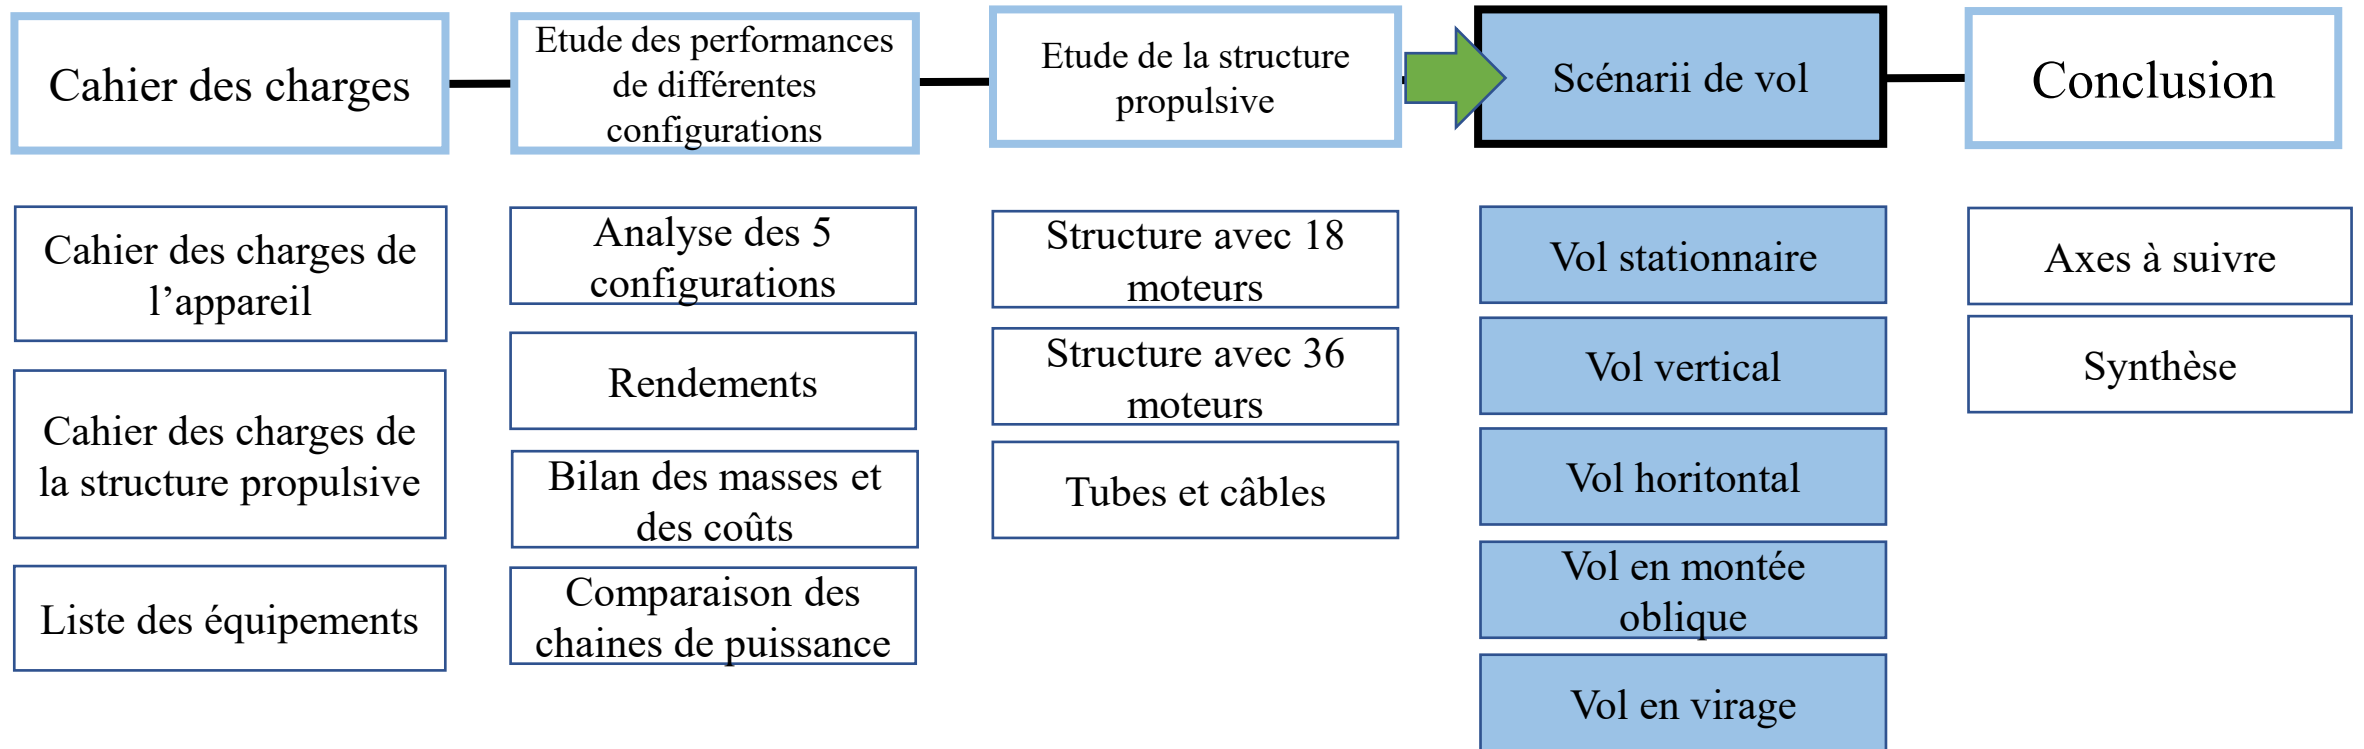 Cahier des charges
Etude des performances
de différentes
configurations
Etude de la structure
propulsive
Scénarii de vol
Conclusion
Cahier des charges de
l’appareil
Cahier des charges de
la structure propulsive
Liste des équipements
Analyse des 5
configurations
Rendements
Bilan des masses et
des coûts
Comparaison des
chaines de puissance
Structure avec 18
moteurs
Structure avec 36
moteurs
Tubes et câbles
Vol stationnaire
Vol vertical
Vol horitontal
Vol en montée
oblique
Vol en virage
Axes à suivre
Synthèse